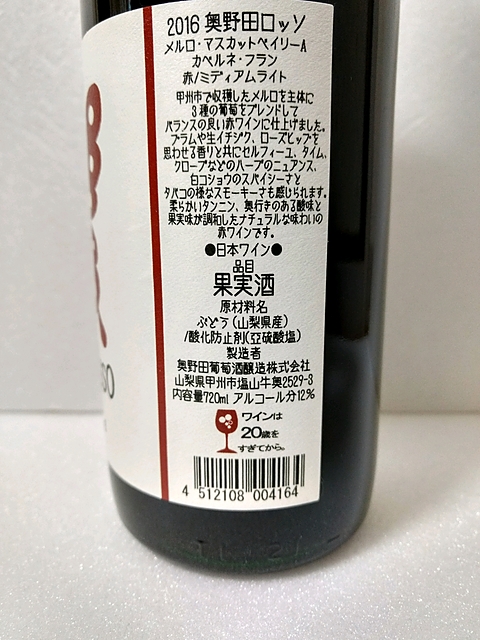 2016 奥野田ロッソ
メルロ・マスカットベイリーA
カベルネ・フラン
赤/ミディアムライト
甲州市で収穫したメルロを主体に
3種の葡萄をブレンドして
バランスの良い赤ワインに仕上げました。
プラムや生イチジク、ローズヒップを
思わせる香りと共にセルフィーユ、タイム、
クローブなどのハーブのニュアンス、
白コショウのスパイシーさと
タバコの様なスモーキーさも感じられます。
柔らかいタンニン、奥行きのある酸味と
果実味が調和したナチュラルな味わいの
赤ワインです。
●日本ワイン●
品目
果実酒
原材料名
ぶどう(山梨県産)
/酸化防止剤(亞硫酸塩)
製造者
奥野田葡萄酒醸造株式会社
山梨県甲州市塩山牛奥2529-3
内容量720ml アルコール分12%
ワインは
20歳を
すぎてから。
4 512108 004164